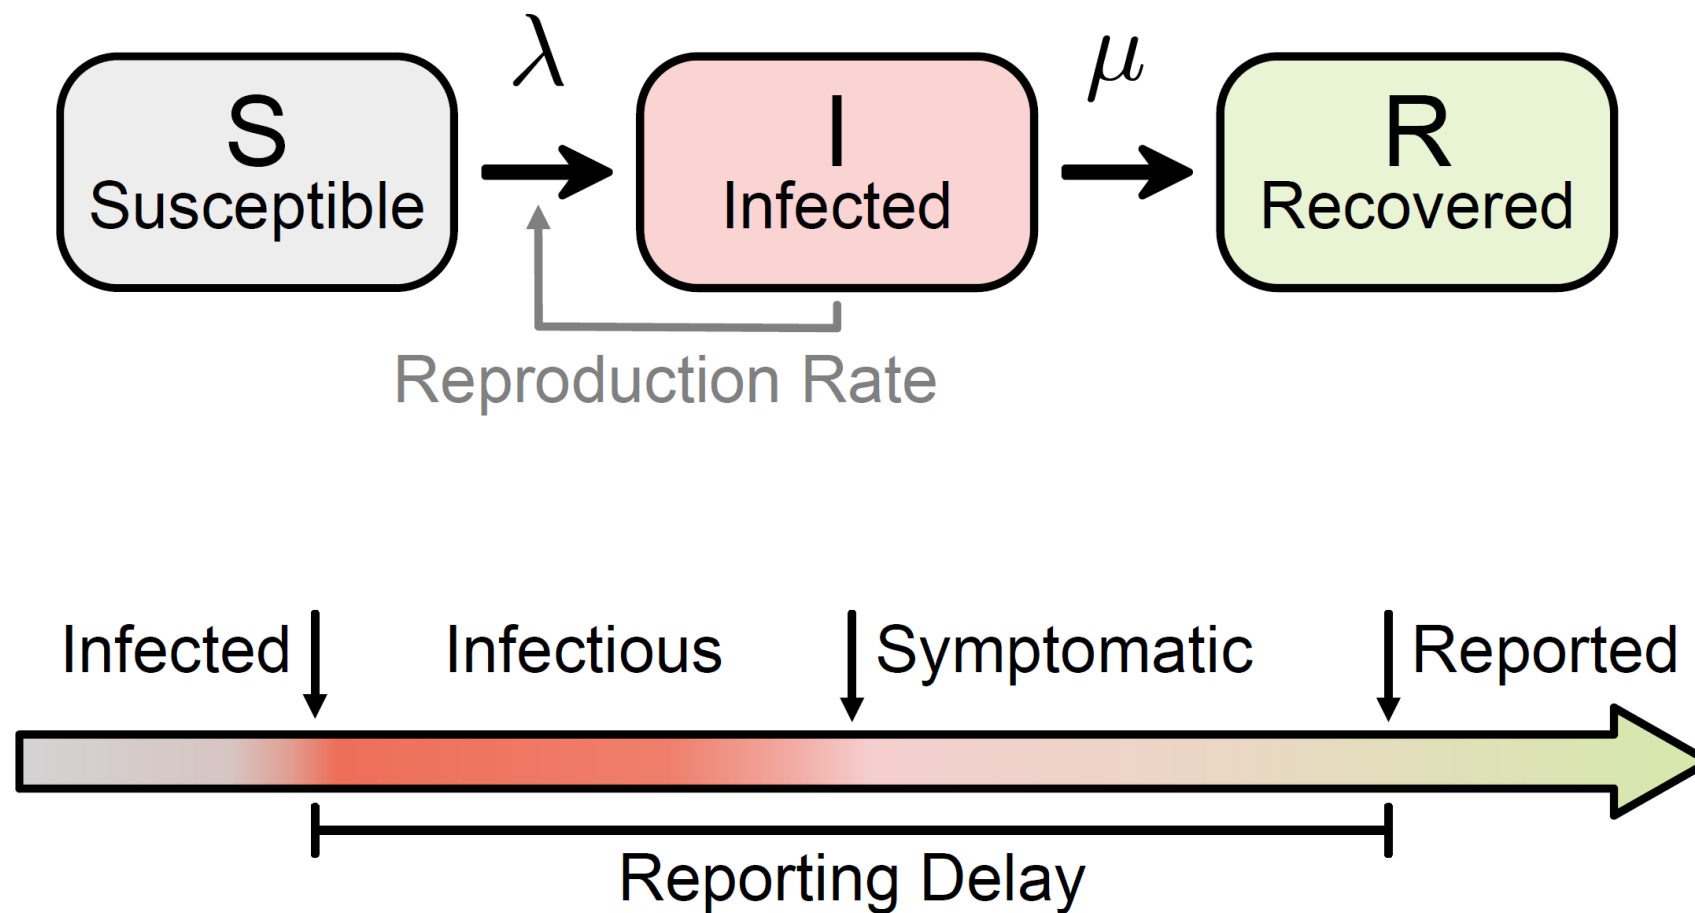 λ
μ
S
Susceptible
I
Infected
R
Recovered
Reproduction Rate
Infected
Infectious
Symptomatic
Reported
Reporting Delay